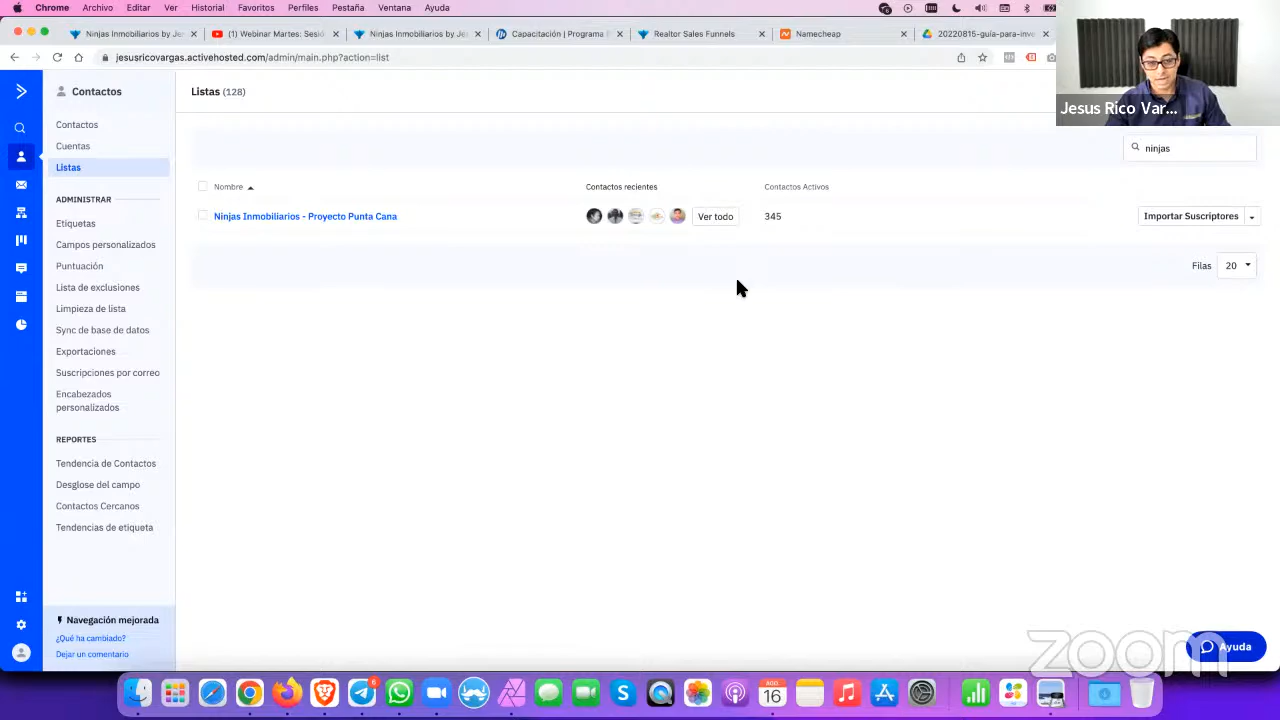 Chrome Archivo Editar Ver Historial Favoritos Perfiles Pestaña Ventana Ayuda
Ninjas Inmobiliarios by Je
(1) Webinar Martes: Sesió
Ninjas Inmobiliarios by Je
Capacitación | Programa
Realtor Sales Funnels
Namecheap
20220815-guía-para-inve
jesusricovargas.activehosted.com/admin/main.php?action=list
Jesus Rico Var...
Contactos
Contactos
Cuentas
Listas
ADMINISTRAR
Etiquetas
Campos personalizados
Puntuación
Lista de exclusiones
Limpieza de lista
Sync de base de datos
Exportaciones
Suscripciones por correo
Encabezados
personalizados
REPORTES
Tendencia de Contactos
Desglose del campo
Contactos Cercanos
Tendencias de etiqueta
Navegación mejorada
¿Qué ha cambiado?
Dejar un comentario
Listas (128)
ninjas
Nombre
Contactos recientes
Contactos Activos
Ninjas Inmobiliarios - Proyecto Punta Cana
Ver todo
345
Importar Suscriptores
Filas 20
Ayuda
zoom
6
16